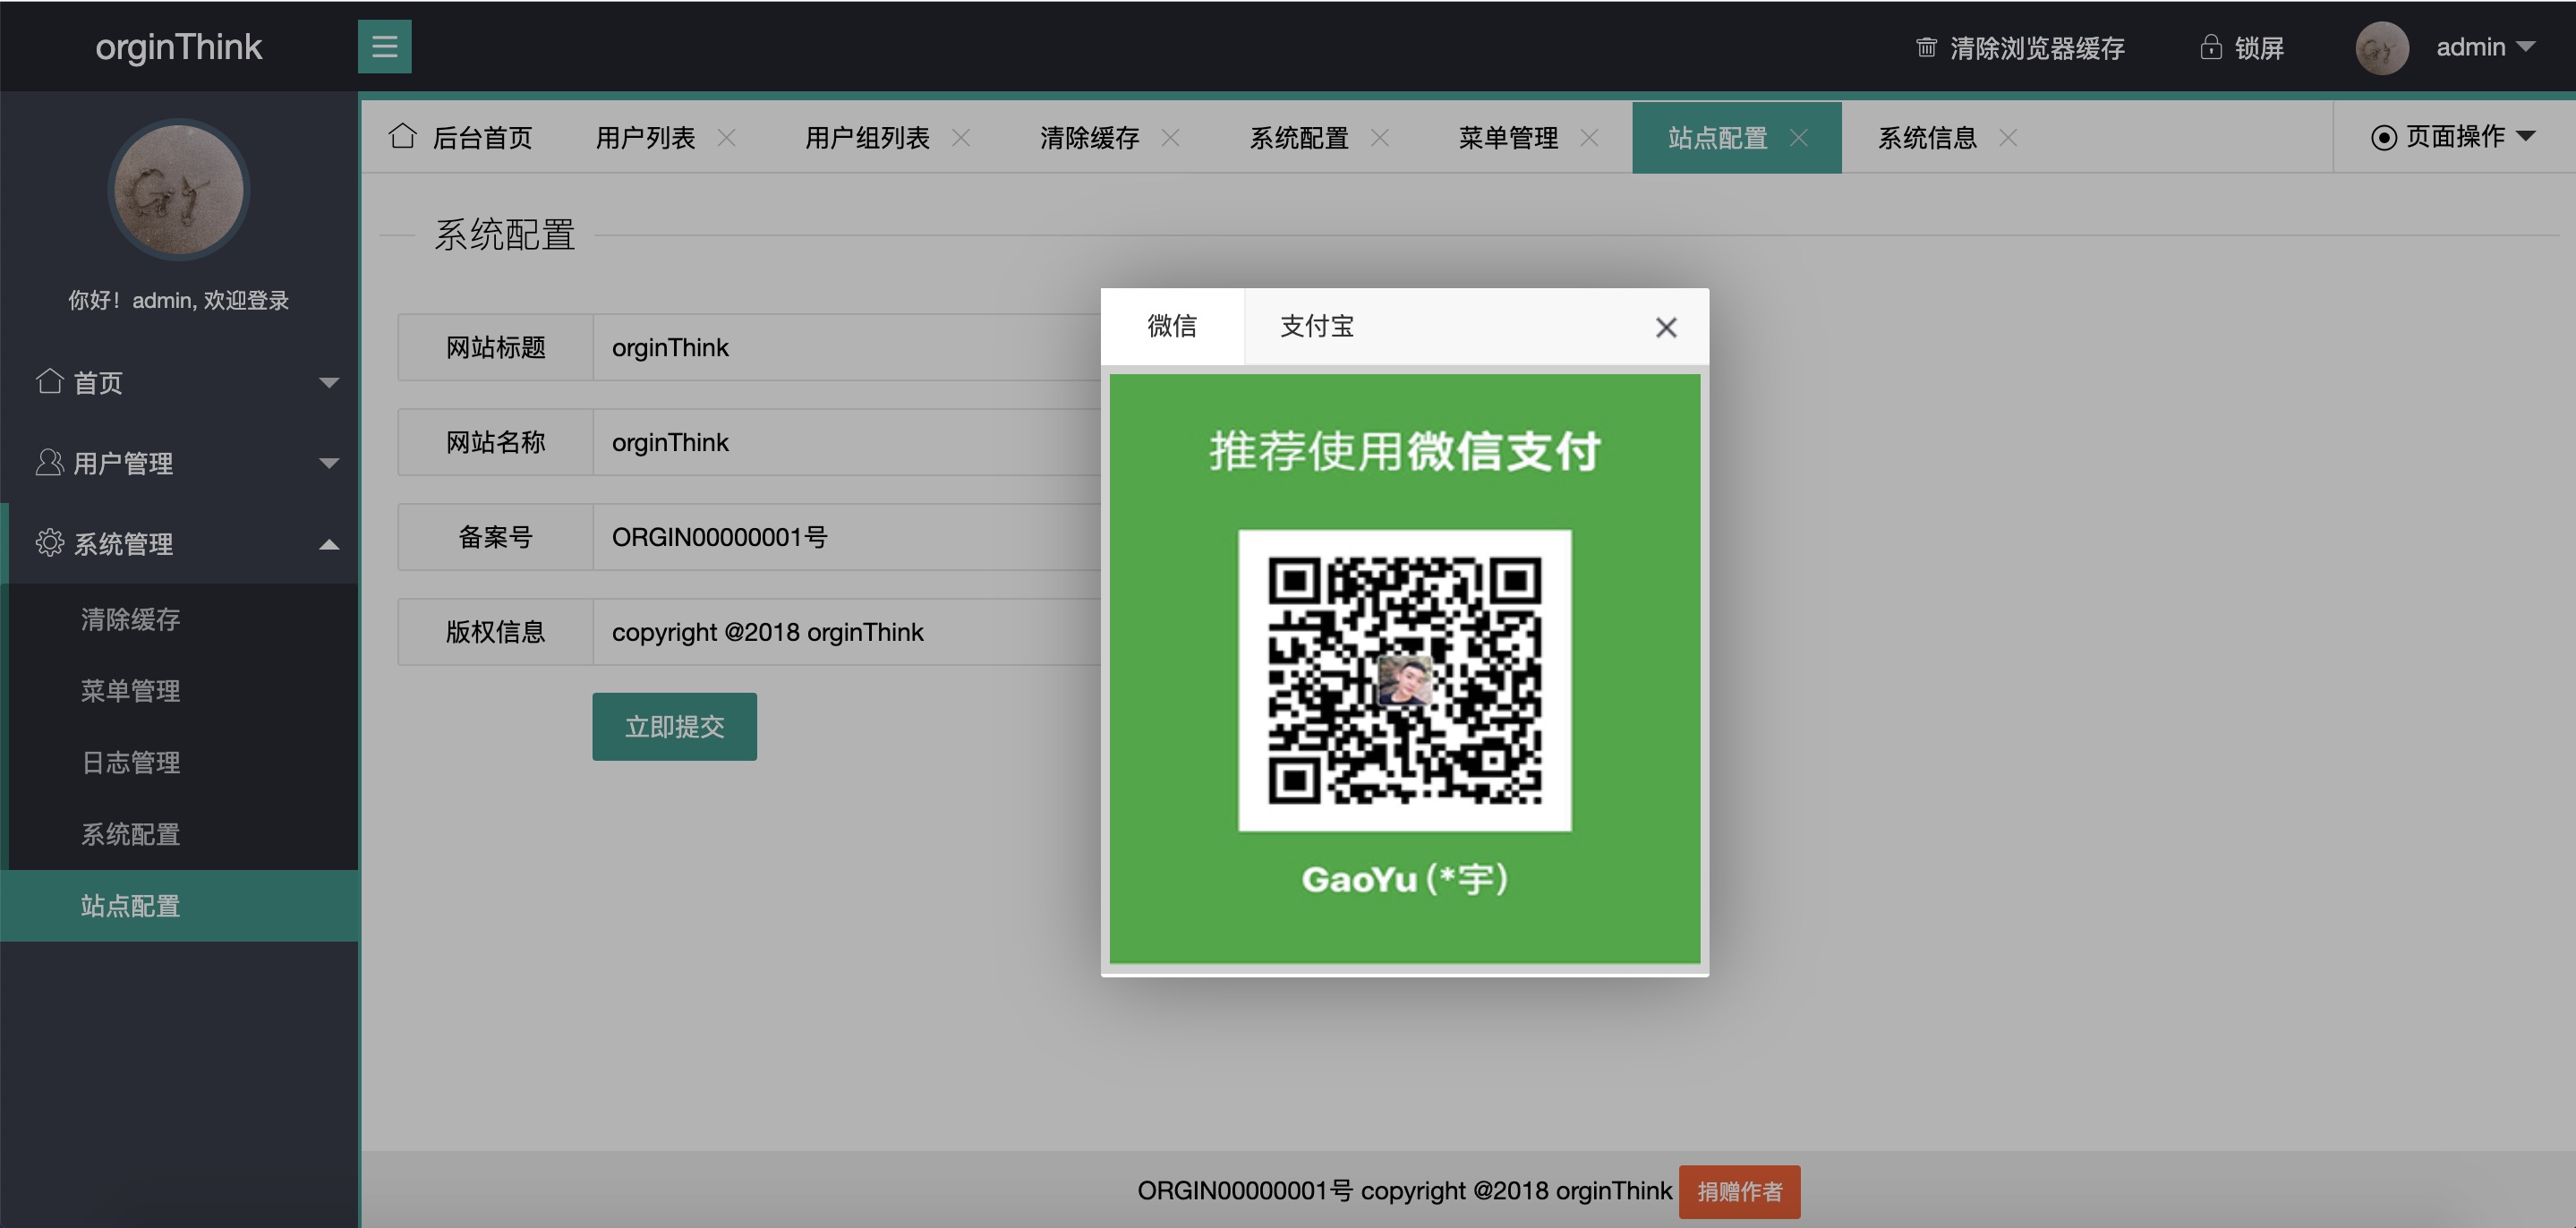 orginThink
清除浏览器缓存
锁屏
admin
后台首页
用户列表
用户组列表
清除缓存
系统配置
菜单管理
站点配置
系统信息
页面操作
你好！admin, 欢迎登录
首页
用户管理
系统管理
清除缓存
菜单管理
日志管理
系统配置
站点配置
系统配置
网站标题 orginThink
网站名称 orginThink
备案号 ORGIN00000001号
版权信息 copyright @2018 orginThink
立即提交
微信
支付宝
推荐使用微信支付
GaoYu (*宇)
ORGIN00000001号 copyright @2018 orginThink
捐赠作者